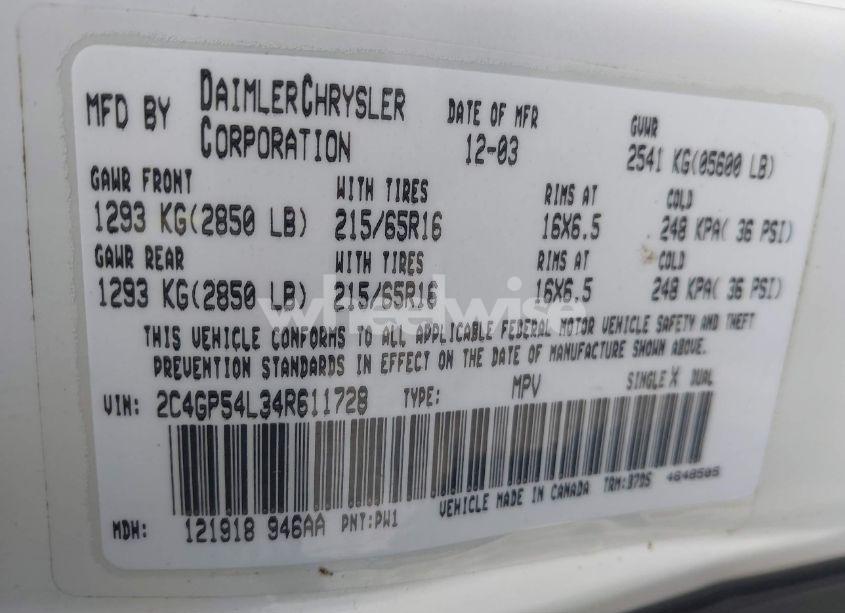 MFD BY DAIMLERCHRYSLER CORPORATION DATE OF MFR 12-03 GVWR 2541 KG(05600 LB)
GAWR FRONT WITH TIRES RIMS AT COLD
1293 KG(2850 LB) 215/65R16 16X6.5 248 KPA( 36 PSI)
GAWR REAR WITH TIRES RIMS AT COLD
1293 KG(2850 LB) 215/65R16 16X6.5 248 KPA( 36 PSI)
wheelwise
THIS VEHICLE CONFORMS TO ALL APPLICABLE FEDERAL MOTOR VEHICLE SAFETY AND THEFT
PREVENTION STANDARDS IN EFFECT ON THE DATE OF MANUFACTURE SHOWN ABOVE.
VIN: 2C4GP54L34R611728 TYPE: MPV SINGLE X DUAL
VEHICLE MADE IN CANADA TRM:B7D5 4648505
MDH: 121918 946AA PNT:PW1